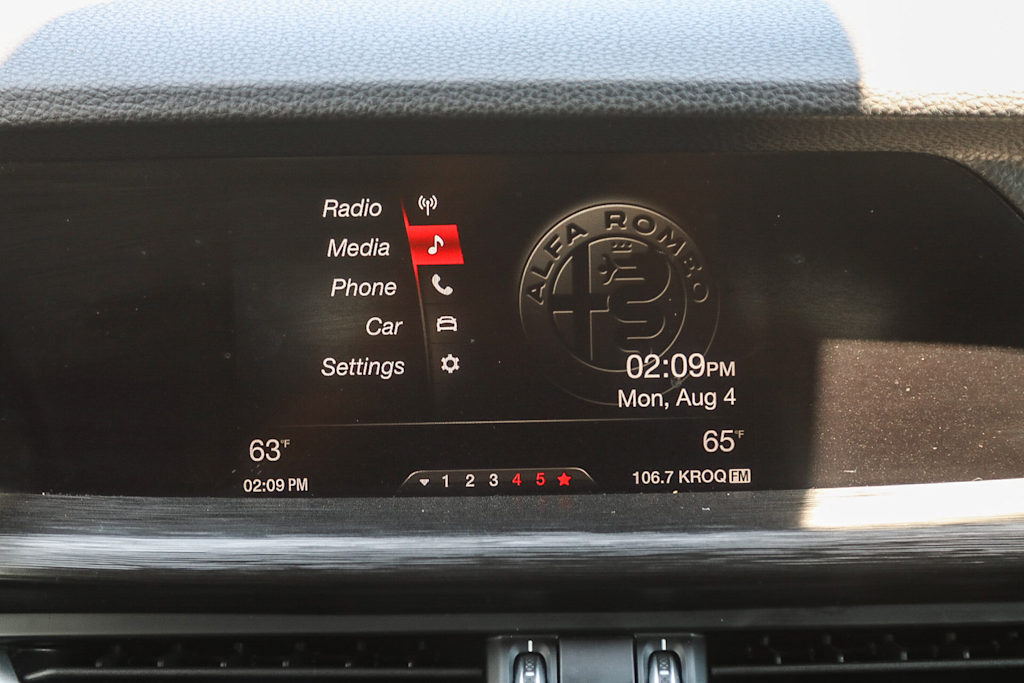 Radio
Media
Phone
Car
Settings
ALFA ROMEO
02:09PM
Mon, Aug 4
63°F
65°F
02:09 PM
1 2 3 4 5
106.7 KROQ FM